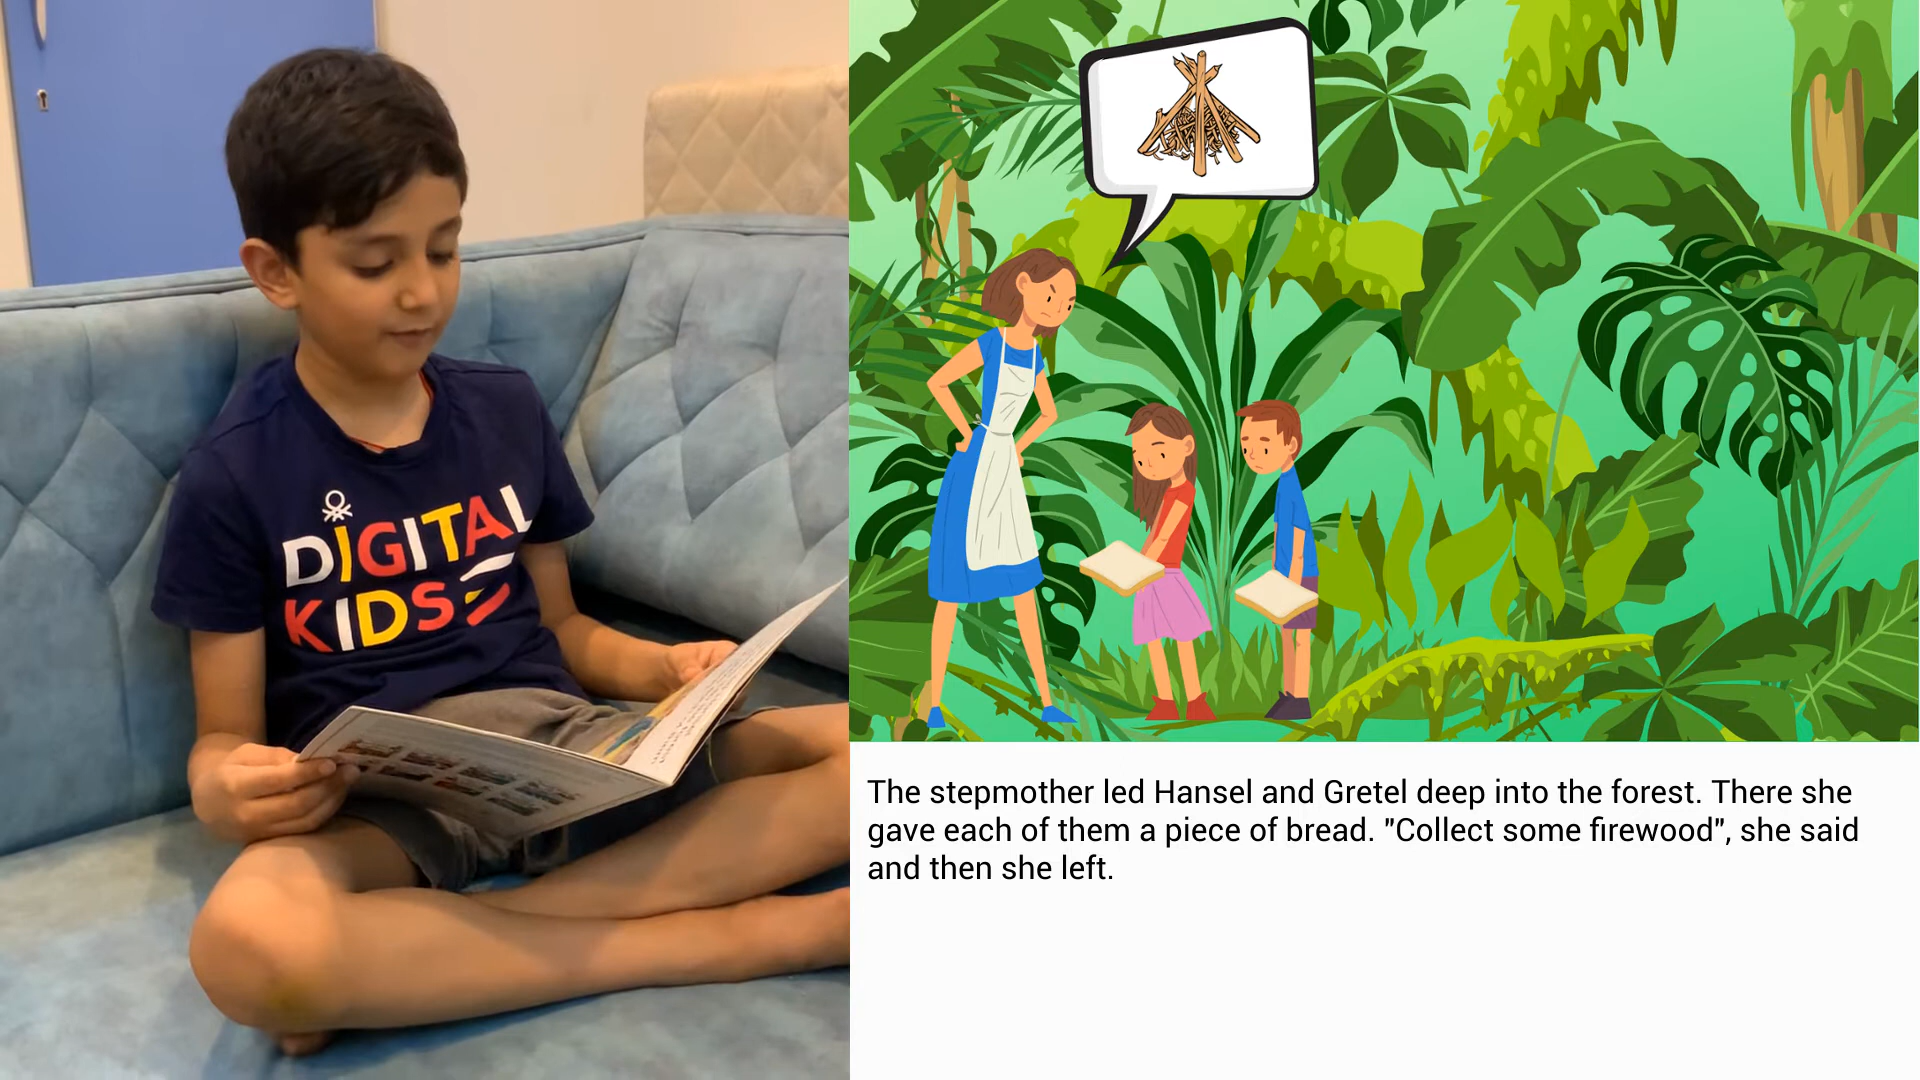 DIGITAL
KIDS
The stepmother led Hansel and Gretel deep into the forest. There she
gave each of them a piece of bread. "Collect some firewood", she said
and then she left.